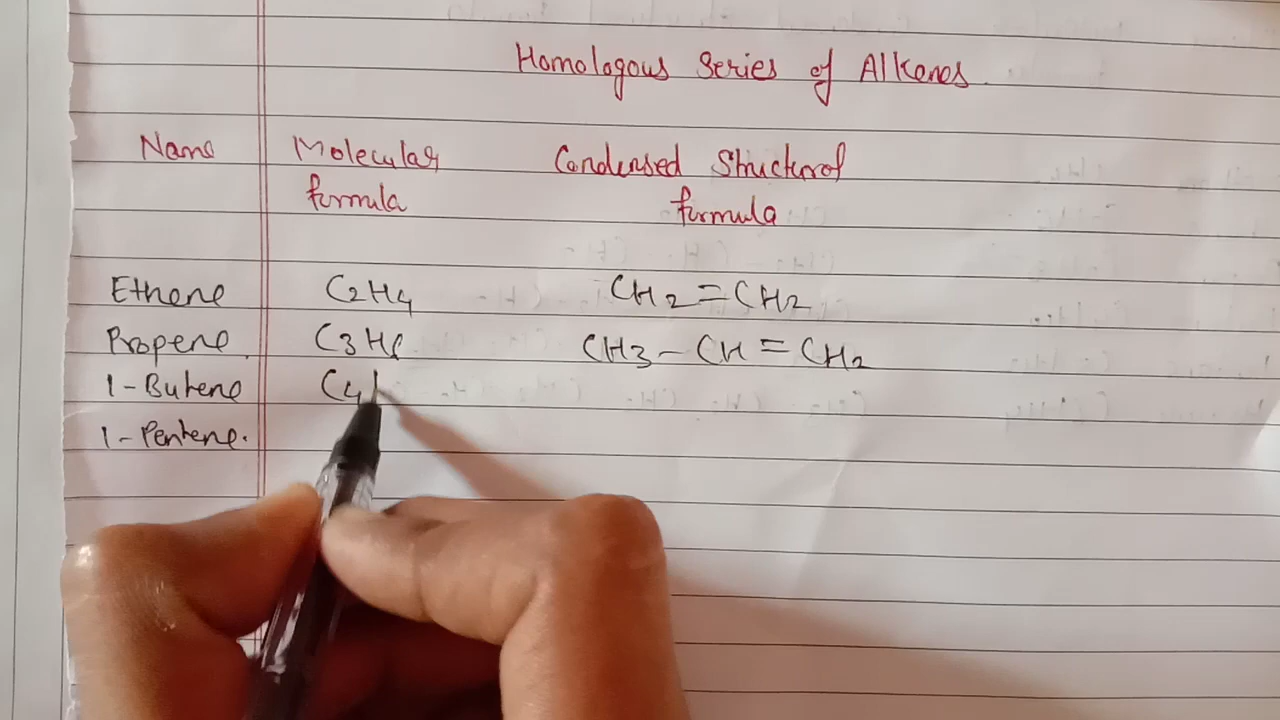 Homologous Series of Alkenes
Name Molecular Condensed Structural
formula formula
Ethene C2H4 CH2=CH2
Propene C3H6 CH3-CH=CH2
1-Butene C4
1-Pentene.